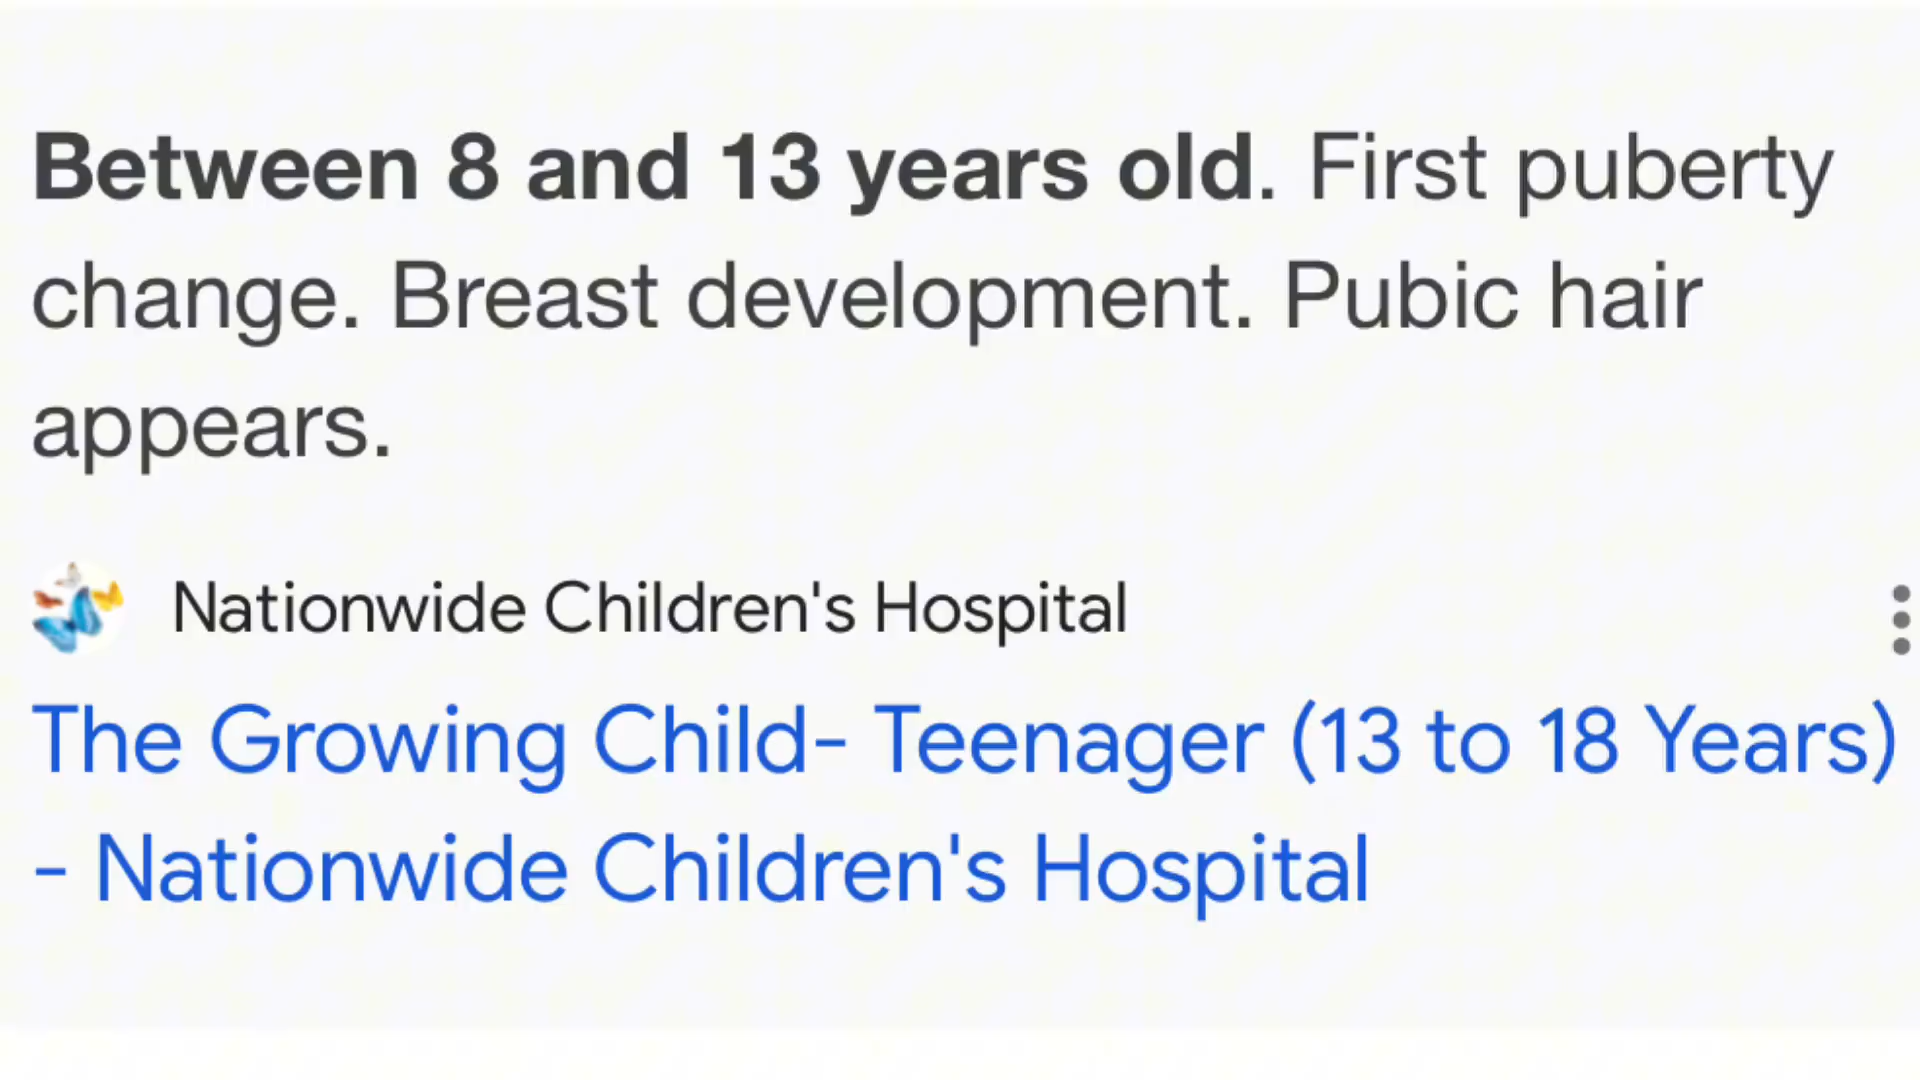 Between 8 and 13 years old. First puberty
change. Breast development. Pubic hair
appears.
Nationwide Children's Hospital
The Growing Child- Teenager (13 to 18 Years)
- Nationwide Children's Hospital